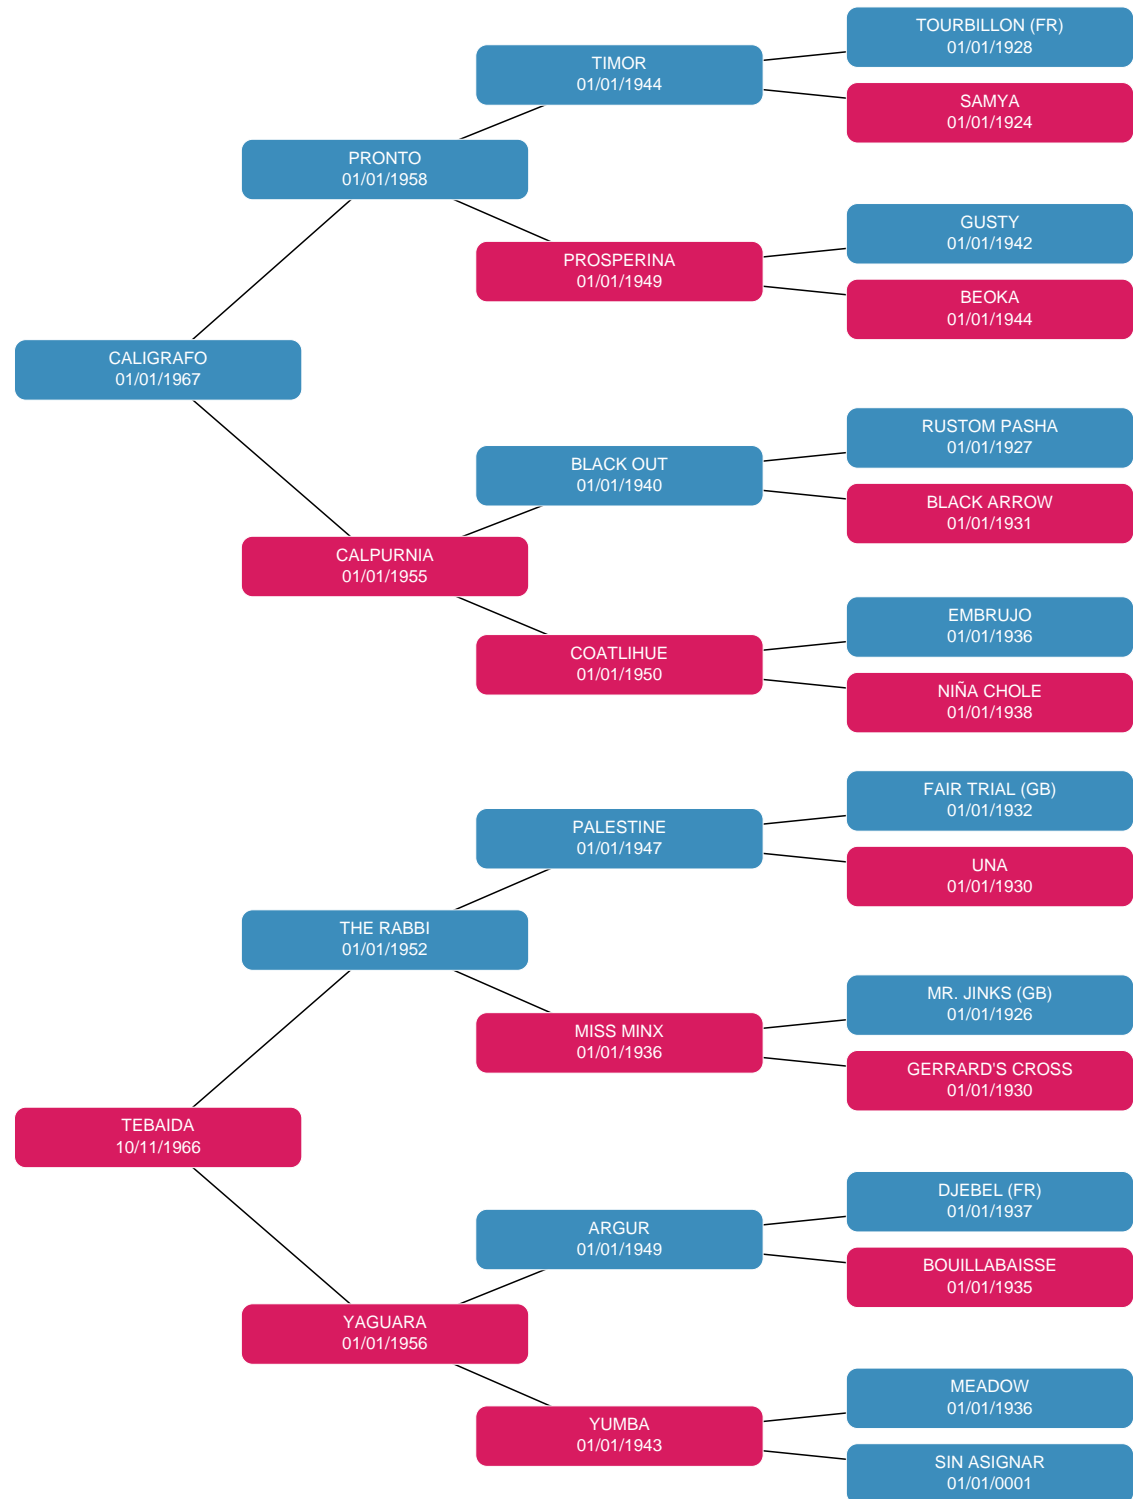 TOURBILLON (FR)
01/01/1928
TIMOR
01/01/1944
SAMYA
01/01/1924
PRONTO
01/01/1958
GUSTY
01/01/1942
PROSPERINA
01/01/1949
BEOKA
01/01/1944
CALIGRAFO
01/01/1967
RUSTOM PASHA
01/01/1927
BLACK OUT
01/01/1940
BLACK ARROW
01/01/1931
CALPURNIA
01/01/1955
EMBRUJO
01/01/1936
COATLIHUE
01/01/1950
NIÑA CHOLE
01/01/1938
FAIR TRIAL (GB)
01/01/1932
PALESTINE
01/01/1947
UNA
01/01/1930
THE RABBI
01/01/1952
MR. JINKS (GB)
01/01/1926
MISS MINX
01/01/1936
GERRARD'S CROSS
01/01/1930
TEBAIDA
10/11/1966
DJEBEL (FR)
01/01/1937
ARGUR
01/01/1949
BOUILLABAISSE
01/01/1935
YAGUARA
01/01/1956
MEADOW
01/01/1936
YUMBA
01/01/1943
SIN ASIGNAR
01/01/0001